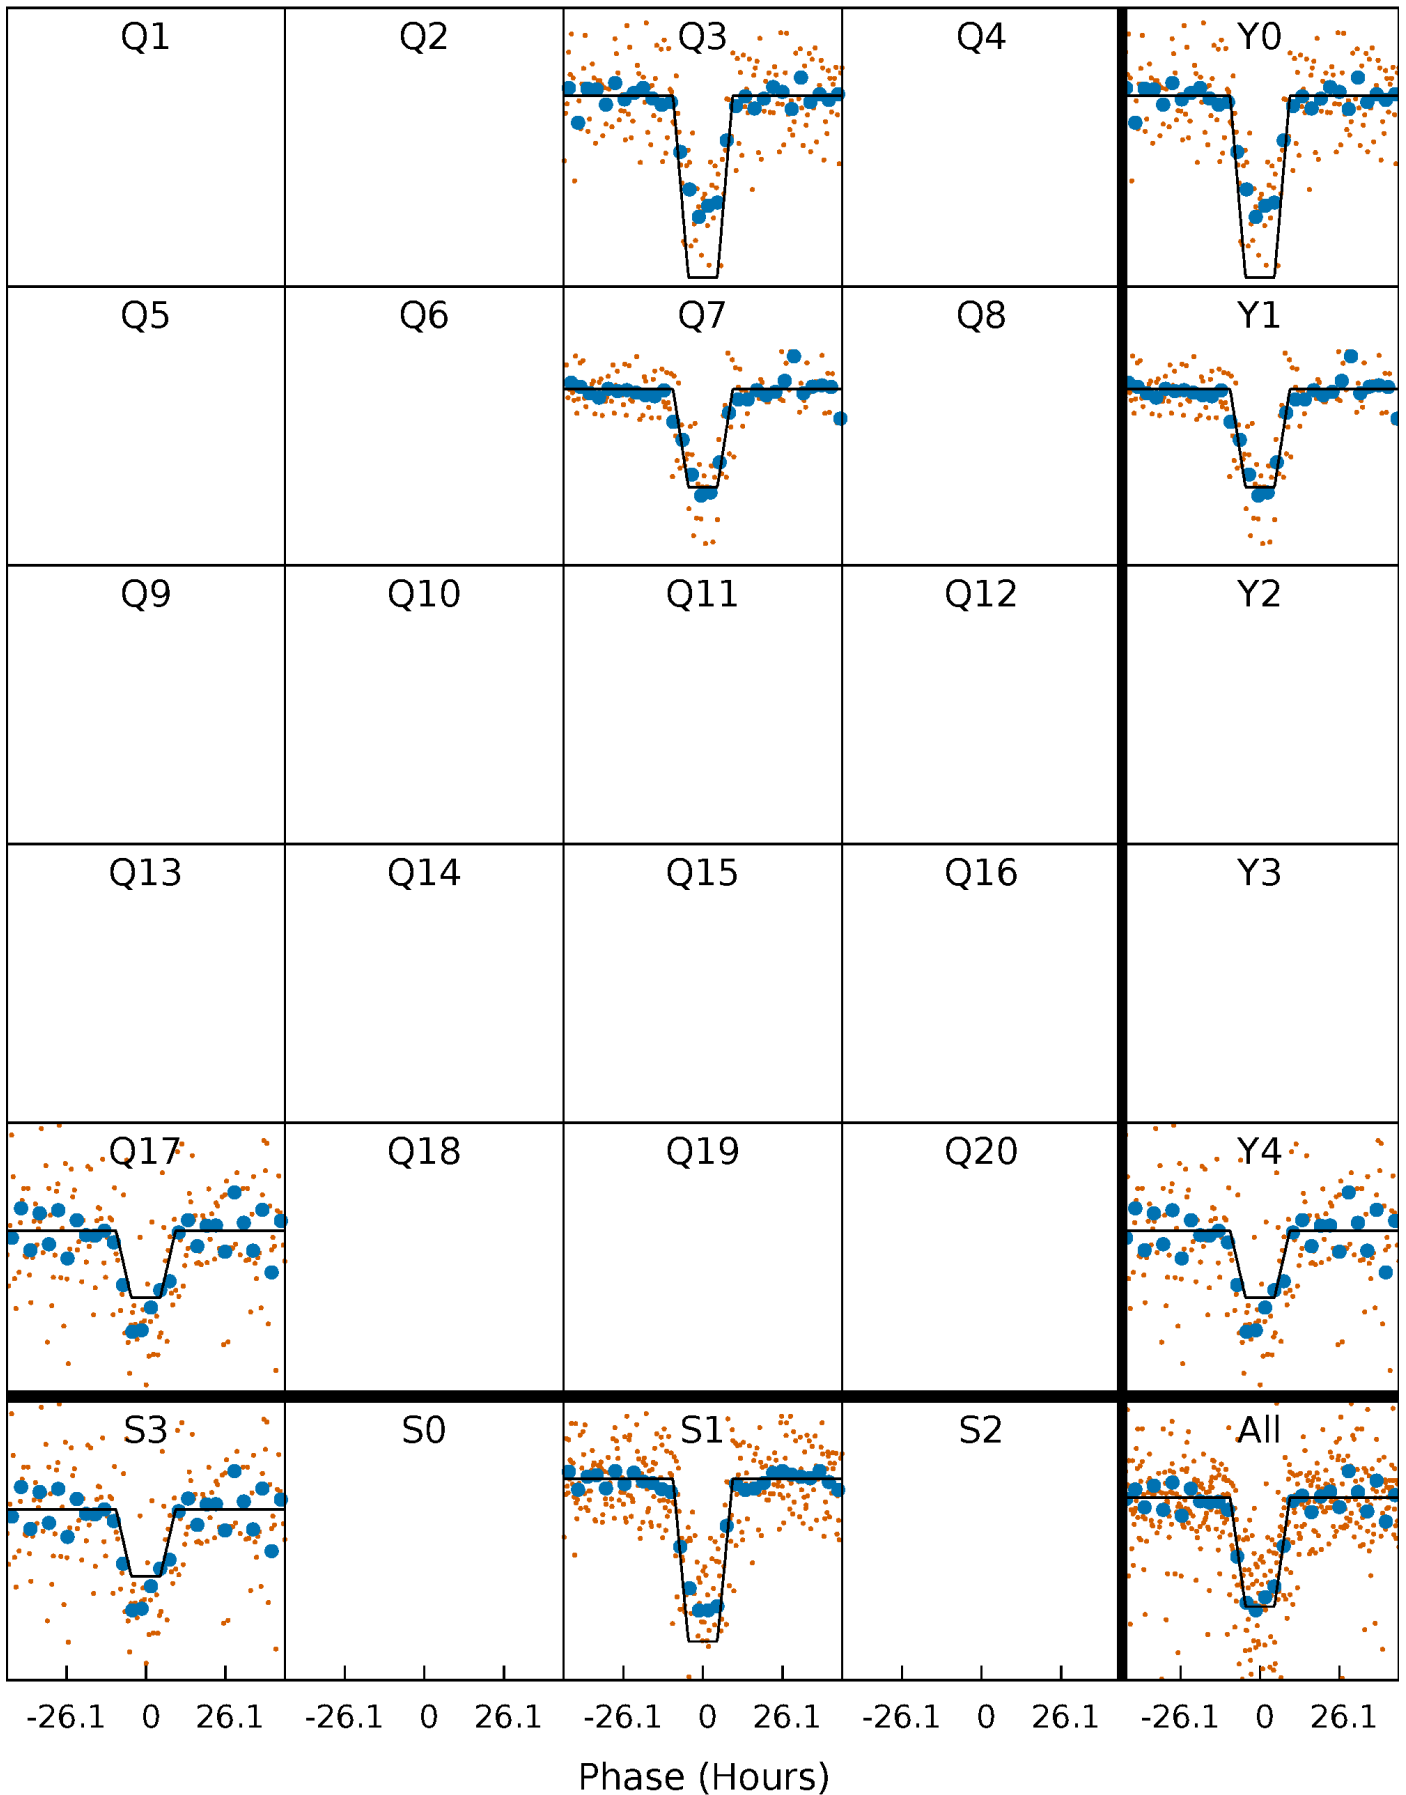 Q1 Q2 Q3 Q4 Y0
Q5 Q6 Q7 Q8 Y1
Q9 Q10 Q11 Q12 Y2
Q13 Q14 Q15 Q16 Y3
Q17 Q18 Q19 Q20 Y4
S3 S0 S1 S2 All
-26.1 0 26.1 -26.1 0 26.1 -26.1 0 26.1 -26.1 0 26.1 -26.1 0 26.1
Phase (Hours)